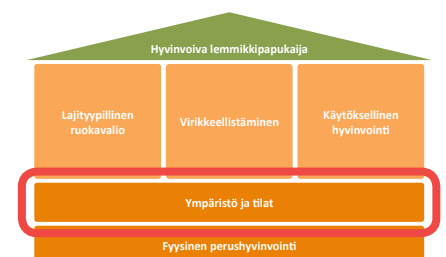 Hyvinvoiva lemmikkipapukaija
Lajityypillinen
ruokavalio
Virikkeellistäminen
Käytöksellinen
hyvinvointi
Ympäristö ja tilat
Fyysinen perushyvinvointi